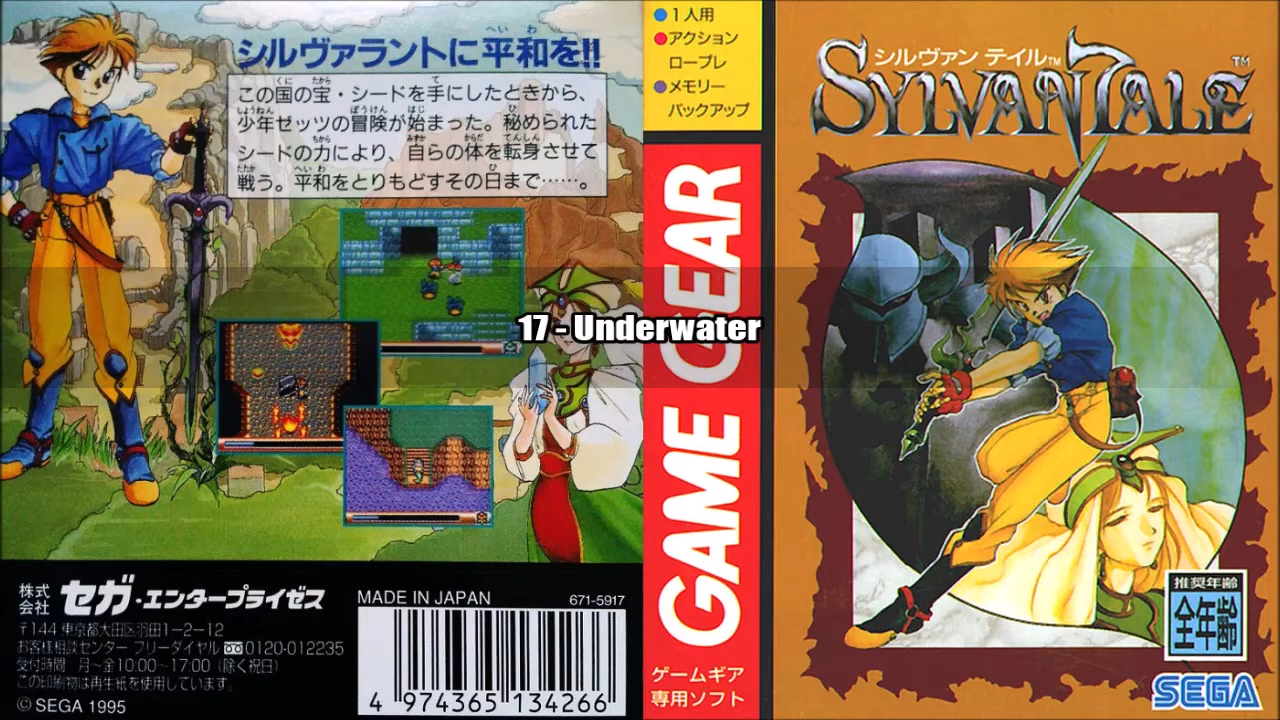 シルヴァラントに平和を!!
この国の宝・シードを手にしたときから、
少年ゼッツの冒険が始まった。秘められた
シードの力により、自らの体を転身させて
戦う。平和をとりもどすその日まで……。
17 - Underwater
株式会社 セガ・エンタープライゼス
〒144 東京都大田区羽田1-2-12
お客様相談センター フリーダイヤル 0120-012235
受付時間 月～金10:00～17:00 (除く祝日)
この印刷物は再生紙を使用しています。
© SEGA 1995
MADE IN JAPAN
671-5917
4 974365 134266
●1人用
●アクション
ロープレ
●メモリー
バックアップ
GAME GEAR
ゲームギア
専用ソフト
シルヴァン テイル™
SYLVAN TALE™
推奨年齢
全年齢
SEGA